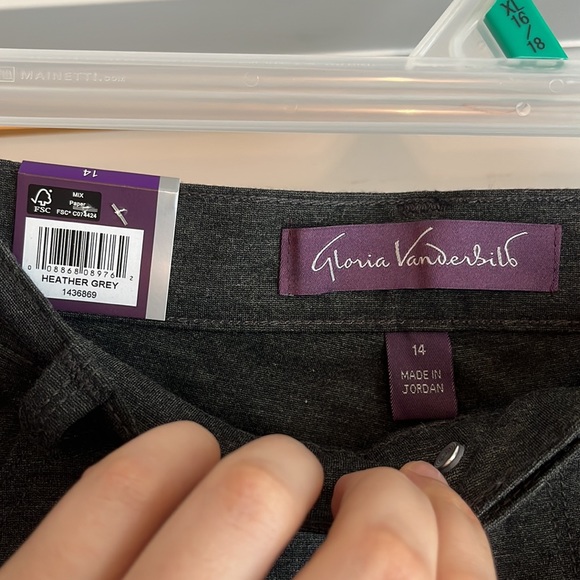 XL
16
/
18
MAINETTI
14
MIX
Paper
FSC
FSC® C074424
0 08868 08976 2
HEATHER GREY
1436869
Gloria Vanderbilt
14
MADE IN
JORDAN